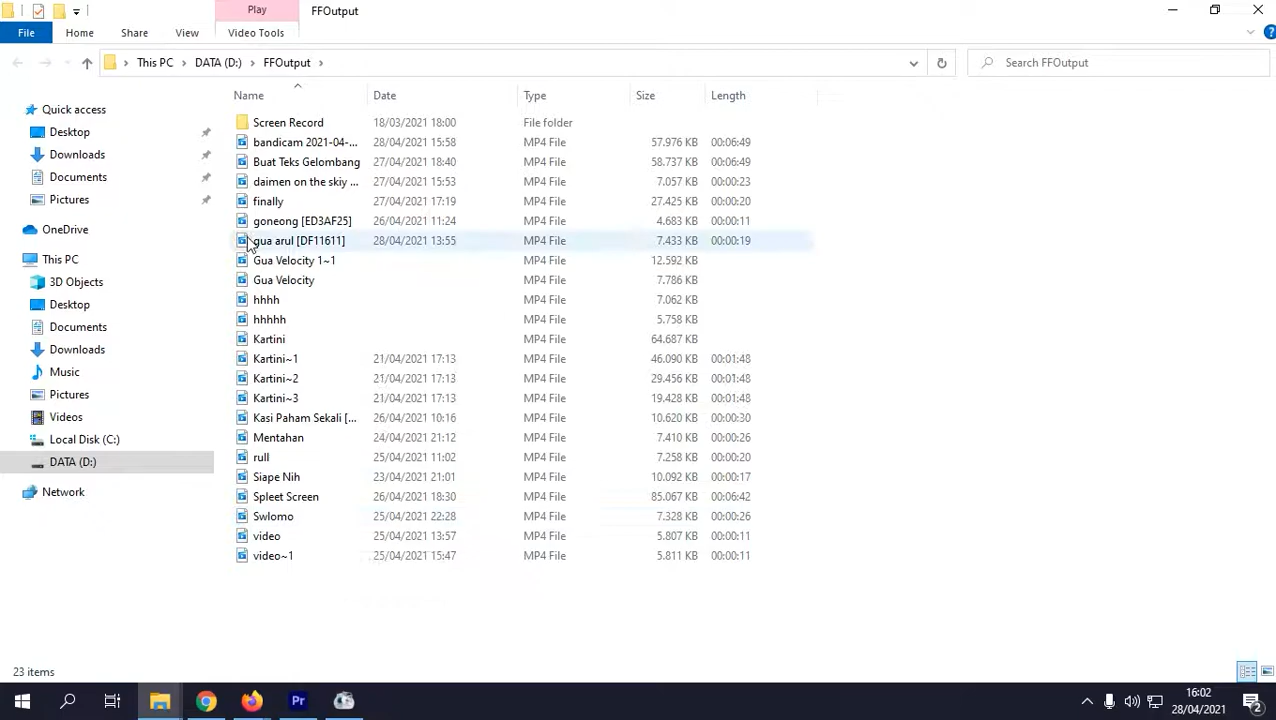 Play
FFOutput
File
Home
Share
View
Video Tools
This PC
DATA (D:)
FFOutput
Search FFOutput
Name
Date
Type
Size
Length
Quick access
Desktop
Downloads
Documents
Pictures
OneDrive
This PC
3D Objects
Desktop
Documents
Downloads
Music
Pictures
Videos
Local Disk (C:)
DATA (D:)
Network
Screen Record 18/03/2021 18:00 File folder
bandicam 2021-04-... 28/04/2021 15:58 MP4 File 57.976 KB 00:06:49
Buat Teks Gelombang 27/04/2021 18:40 MP4 File 58.737 KB 00:06:49
daimen on the skiy ... 27/04/2021 15:53 MP4 File 7.057 KB 00:00:23
finally 27/04/2021 17:19 MP4 File 27.425 KB 00:00:20
goneong [ED3AF25] 26/04/2021 11:24 MP4 File 4.683 KB 00:00:11
gua arul [DF11611] 28/04/2021 13:55 MP4 File 7.433 KB 00:00:19
Gua Velocity 1~1 MP4 File 12.592 KB
Gua Velocity MP4 File 7.786 KB
hhhh MP4 File 7.062 KB
hhhhh MP4 File 5.758 KB
Kartini MP4 File 64.687 KB
Kartini~1 21/04/2021 17:13 MP4 File 46.090 KB 00:01:48
Kartini~2 21/04/2021 17:13 MP4 File 29.456 KB 00:01:48
Kartini~3 21/04/2021 17:13 MP4 File 19.428 KB 00:01:48
Kasi Paham Sekali [... 26/04/2021 10:16 MP4 File 10.620 KB 00:00:30
Mentahan 24/04/2021 21:12 MP4 File 7.410 KB 00:00:26
rull 25/04/2021 11:02 MP4 File 7.258 KB 00:00:20
Siape Nih 23/04/2021 21:01 MP4 File 10.092 KB 00:00:17
Spleet Screen 26/04/2021 18:30 MP4 File 85.067 KB 00:06:42
Swlomo 25/04/2021 22:28 MP4 File 7.328 KB 00:00:26
video 25/04/2021 13:57 MP4 File 5.807 KB 00:00:11
video~1 25/04/2021 15:47 MP4 File 5.811 KB 00:00:11
23 items
Pr
16:02
28/04/2021
2